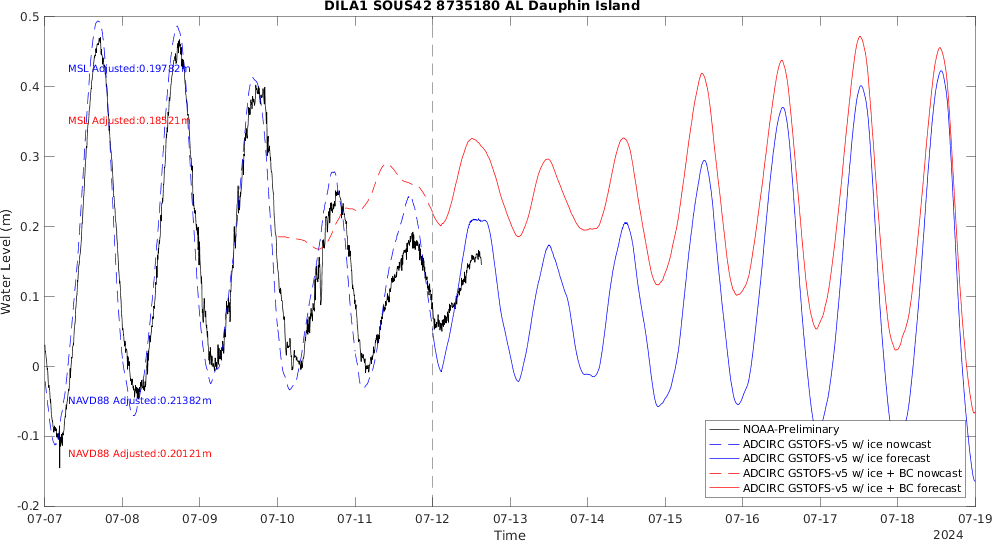 DILA1 SOUS42 8735180 AL Dauphin Island
0.5
0.4
0.3
0.2
0.1
0
-0.1
-0.2
Water Level (m)
MSL Adjusted:0.19782m
MSL Adjusted:0.18521m
NAVD88 Adjusted:0.21382m
NAVD88 Adjusted:0.20121m
NOAA-Preliminary
ADCIRC GSTOFS-v5 w/ ice nowcast
ADCIRC GSTOFS-v5 w/ ice forecast
ADCIRC GSTOFS-v5 w/ ice + BC nowcast
ADCIRC GSTOFS-v5 w/ ice + BC forecast
07-07 07-08 07-09 07-10 07-11 07-12 07-13 07-14 07-15 07-16 07-17 07-18 07-19
Time
2024